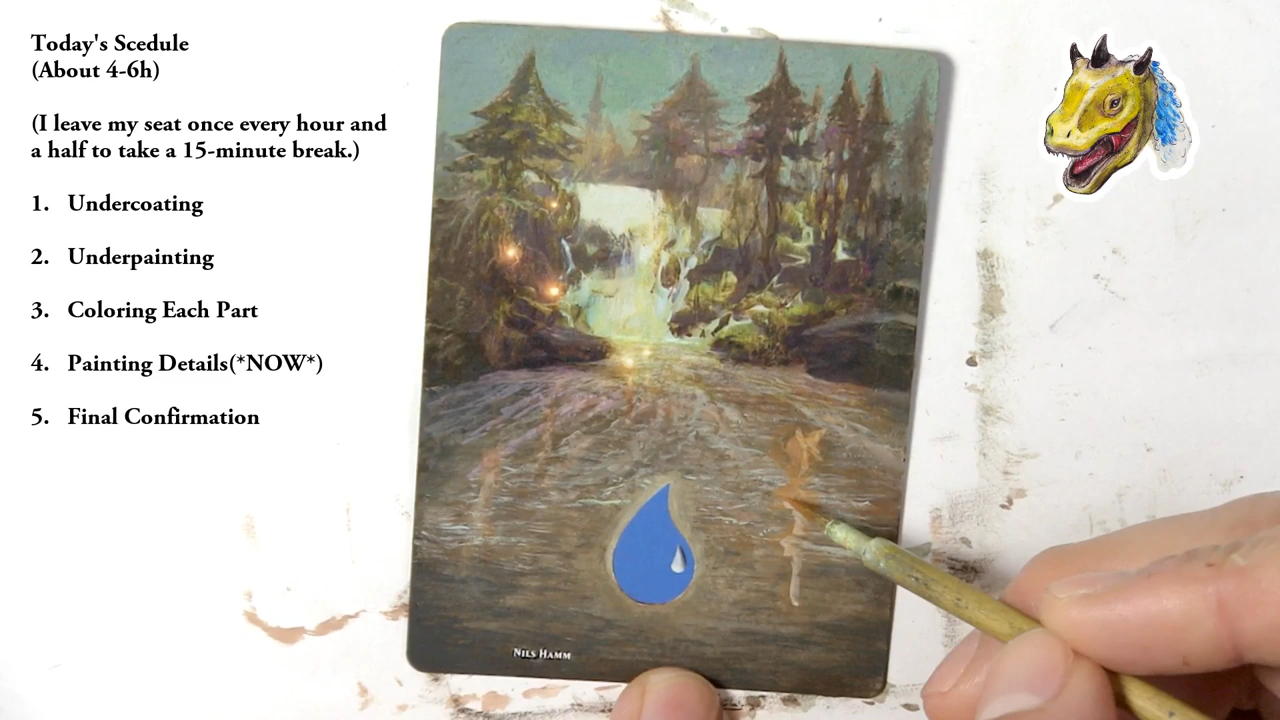 Today's Scedule
(About 4-6h)
(I leave my seat once every hour and
a half to take a 15-minute break.)
1. Undercoating
2. Underpainting
3. Coloring Each Part
4. Painting Details(*NOW*)
5. Final Confirmation
Nils Hamm